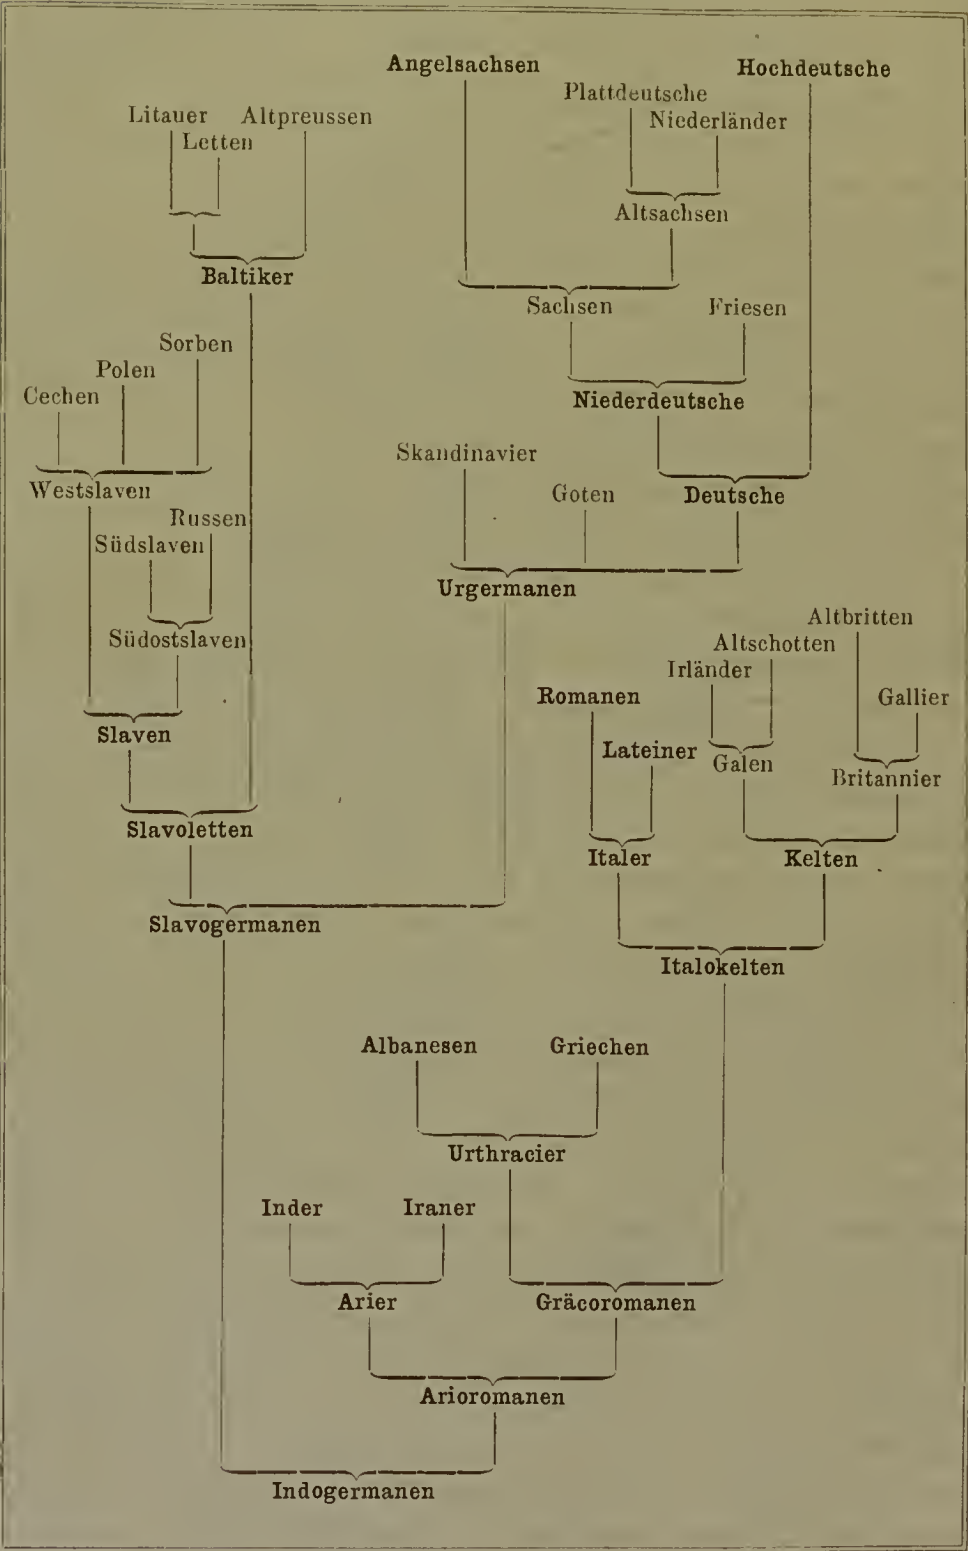 Angelsachsen
Hochdeutsche
Plattdeutsche
Niederländer
Litauer
Altpreussen
Letten
Altsachsen
Baltiker
Sachsen
Friesen
Sorben
Polen
Cechen
Niederdeutsche
Skandinavier
Westslaven
Goten
Deutsche
Russen
Südslaven
Urgermanen
Altbritten
Südostslaven
Altschotten
Irländer
Romanen
Gallier
Slaven
Lateiner
Galen
Britannier
Slavoletten
Italer
Kelten
Slavogermanen
Italokelten
Albanesen
Griechen
Urthracier
Inder
Iraner
Arier
Gräcoromanen
Arioromanen
Indogermanen